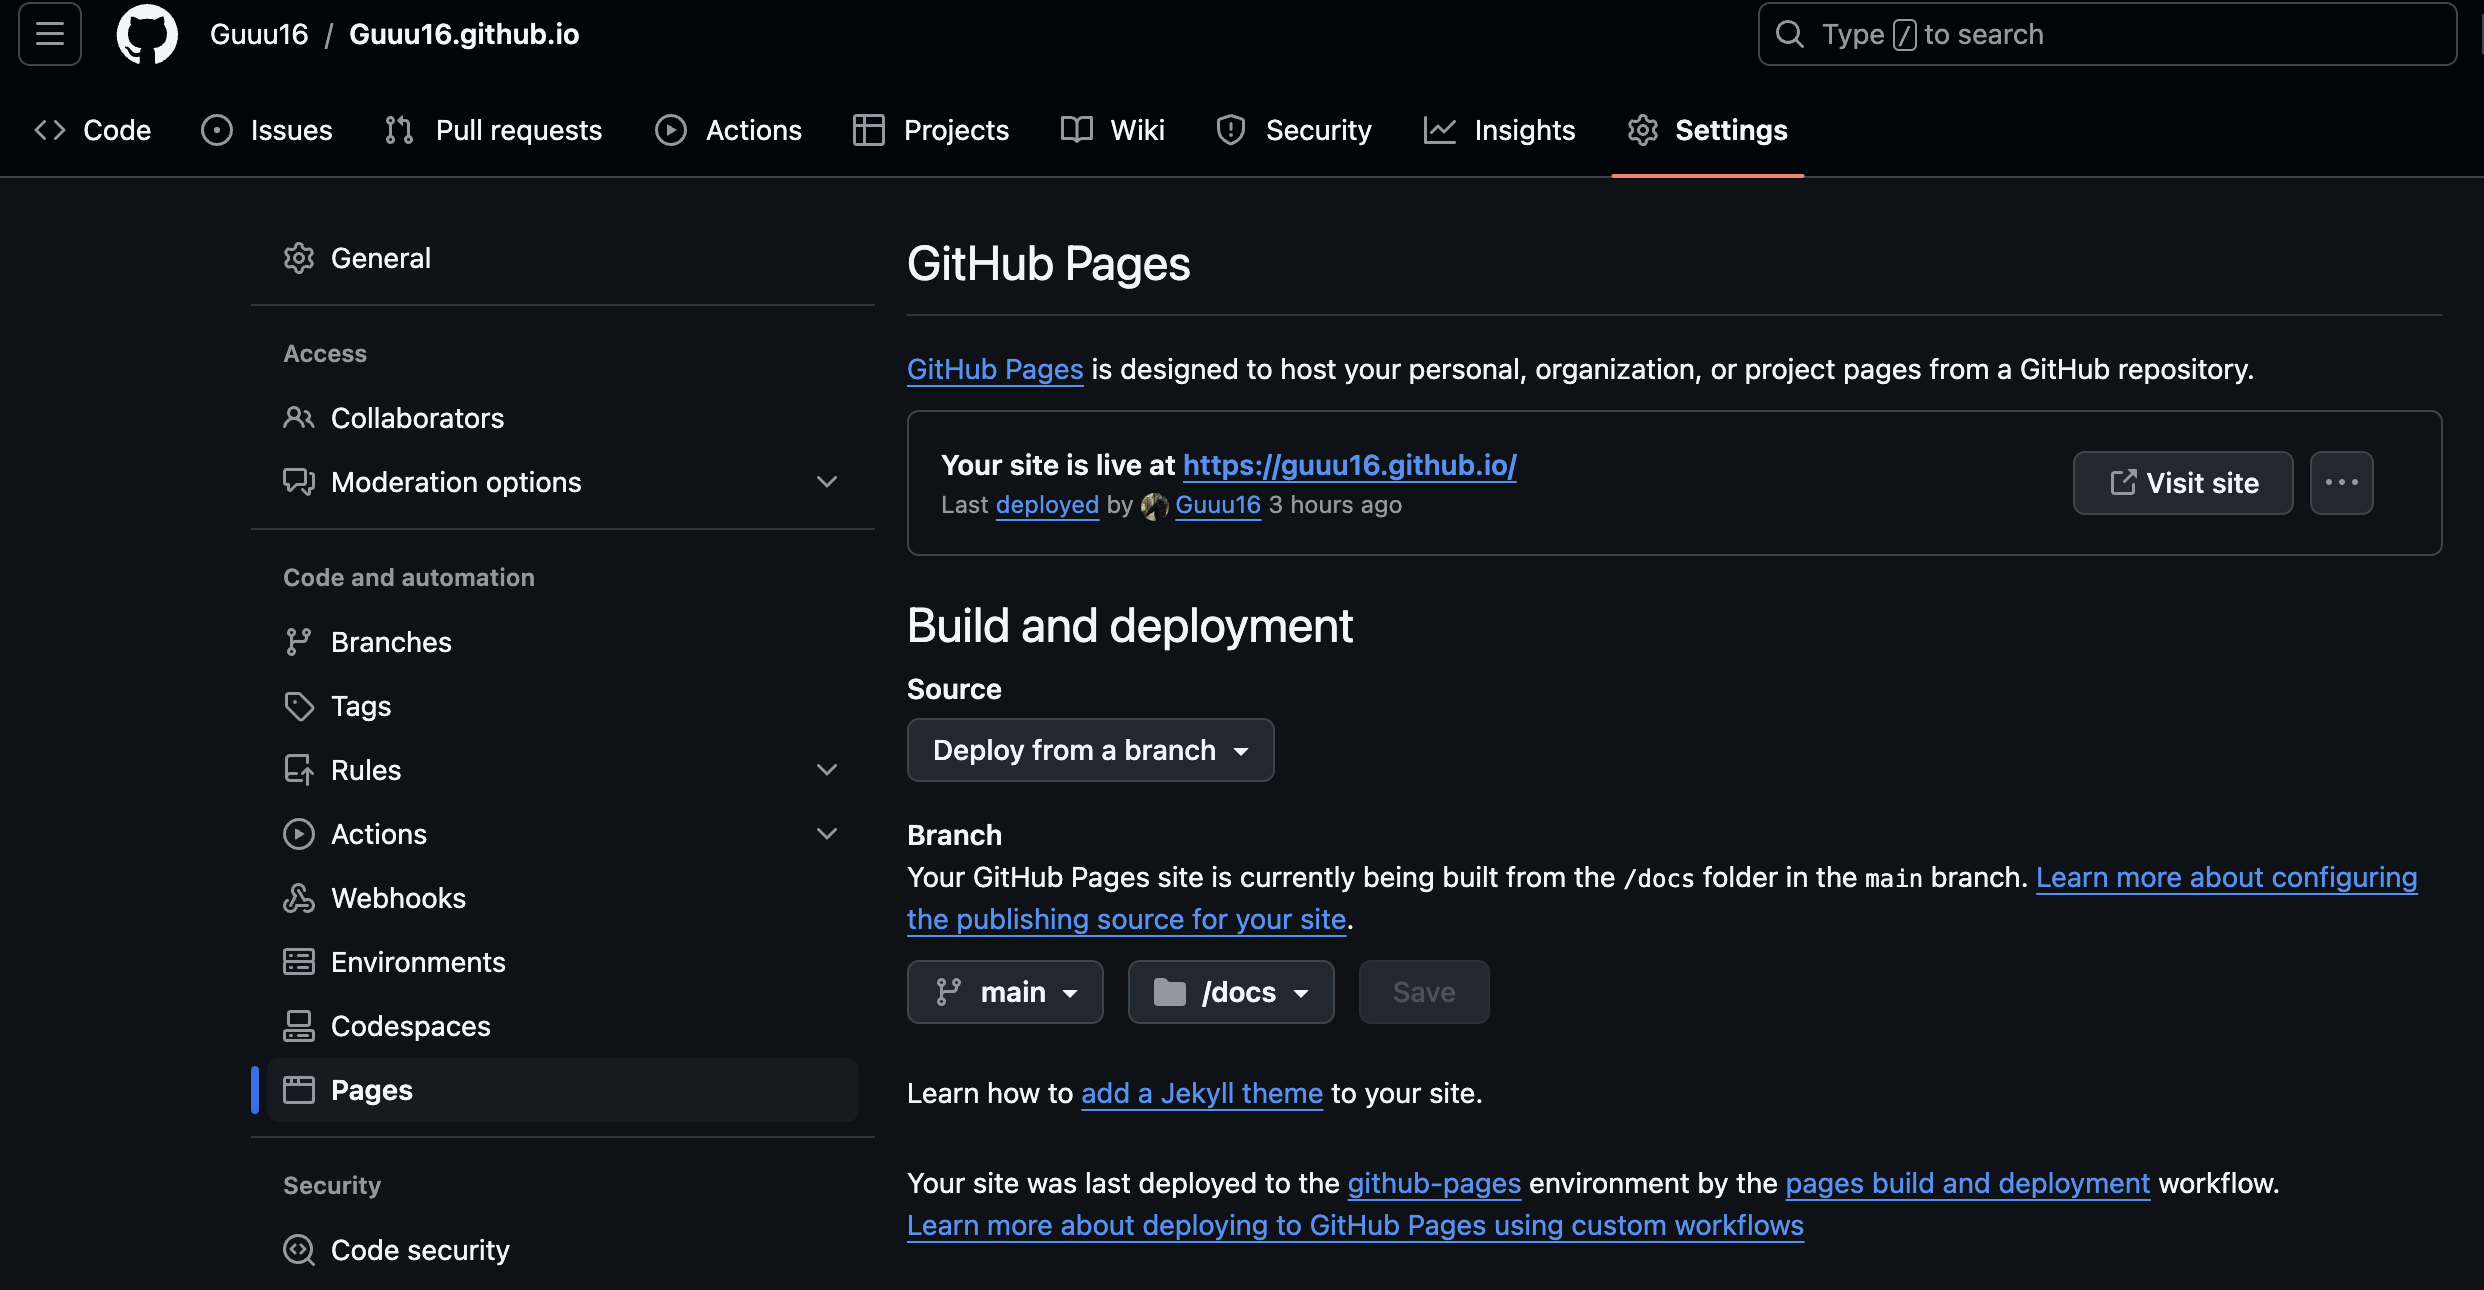 Guuu16 / Guuu16.github.io
Type / to search
Code
Issues
Pull requests
Actions
Projects
Wiki
Security
Insights
Settings
General
Access
Collaborators
Moderation options
Code and automation
Branches
Tags
Rules
Actions
Webhooks
Environments
Codespaces
Pages
Security
Code security
GitHub Pages
GitHub Pages is designed to host your personal, organization, or project pages from a GitHub repository.
Your site is live at https://guuu16.github.io/
Last deployed by Guuu16 3 hours ago
Visit site
Build and deployment
Source
Deploy from a branch
Branch
Your GitHub Pages site is currently being built from the /docs folder in the main branch. Learn more about configuring
the publishing source for your site.
main
/docs
Save
Learn how to add a Jekyll theme to your site.
Your site was last deployed to the github-pages environment by the pages build and deployment workflow.
Learn more about deploying to GitHub Pages using custom workflows